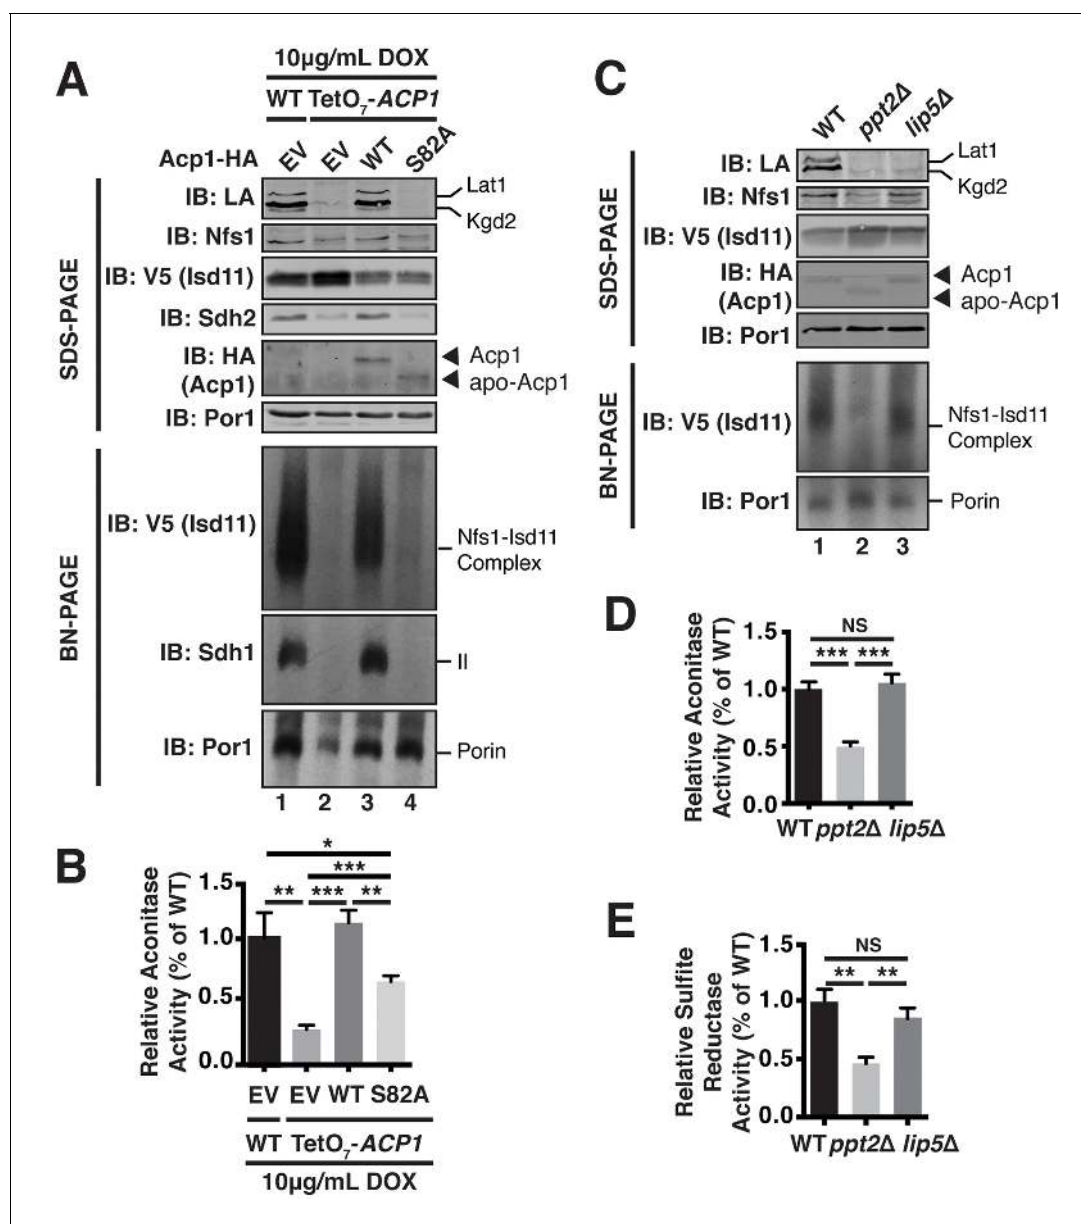 A
10µg/mL DOX
WT TetO7-ACP1
Acp1-HA EV EV WT S82A
SDS-PAGE
IB: LA
Lat1
Kgd2
IB: Nfs1
IB: V5 (Isd11)
IB: Sdh2
IB: HA
(Acp1)
Acp1
apo-Acp1
IB: Por1
BN-PAGE
IB: V5 (Isd11)
Nfs1-Isd11
Complex
IB: Sdh1
II
IB: Por1
Porin
1 2 3 4
B
Relative Aconitase
Activity (% of WT)
1.5
1.0
0.5
0.0
*
***
** *** **
EV EV WT S82A
WT TetO7-ACP1
10µg/mL DOX
C
WT ppt2Δ lip5Δ
SDS-PAGE
IB: LA
Lat1
Kgd2
IB: Nfs1
IB: V5 (Isd11)
IB: HA
(Acp1)
Acp1
apo-Acp1
IB: Por1
BN-PAGE
IB: V5 (Isd11)
Nfs1-Isd11
Complex
IB: Por1
Porin
1 2 3
D
Relative Aconitase
Activity (% of WT)
1.5
1.0
0.5
0.0
NS
*** ***
WT ppt2Δ lip5Δ
E
Relative Sulfite
Reductase
Activity (% of WT)
1.5
1.0
0.5
0.0
NS
** **
WT ppt2Δ lip5Δ